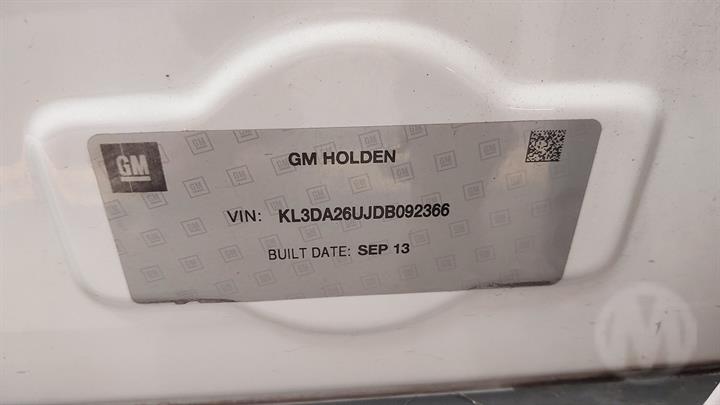 GM
GM HOLDEN
VIN: KL3DA26UJDB092366
BUILT DATE: SEP 13
M